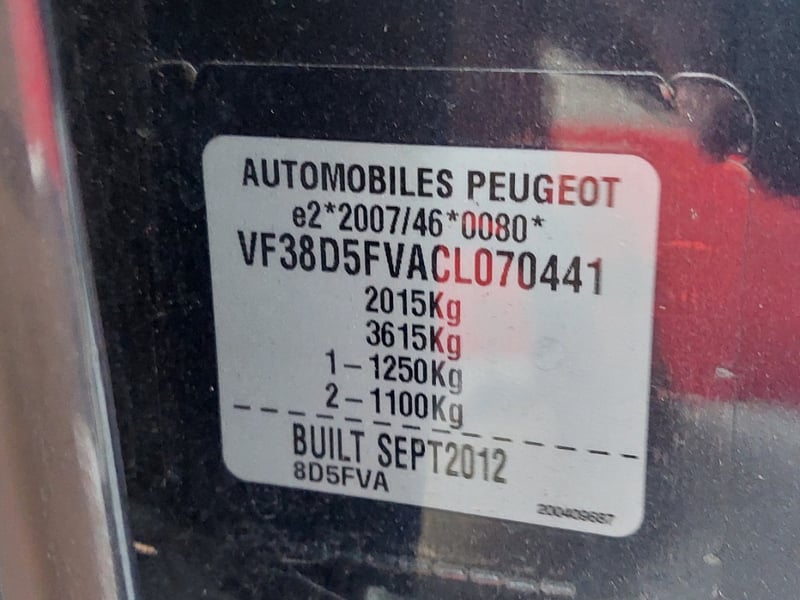 AUTOMOBILES PEUGEOT
e2*2007/46*0080*
VF38D5FVACL070441
2015Kg
3615Kg
1-1250Kg
2-1100Kg
BUILT SEPT2012
8D5FVA
200409687